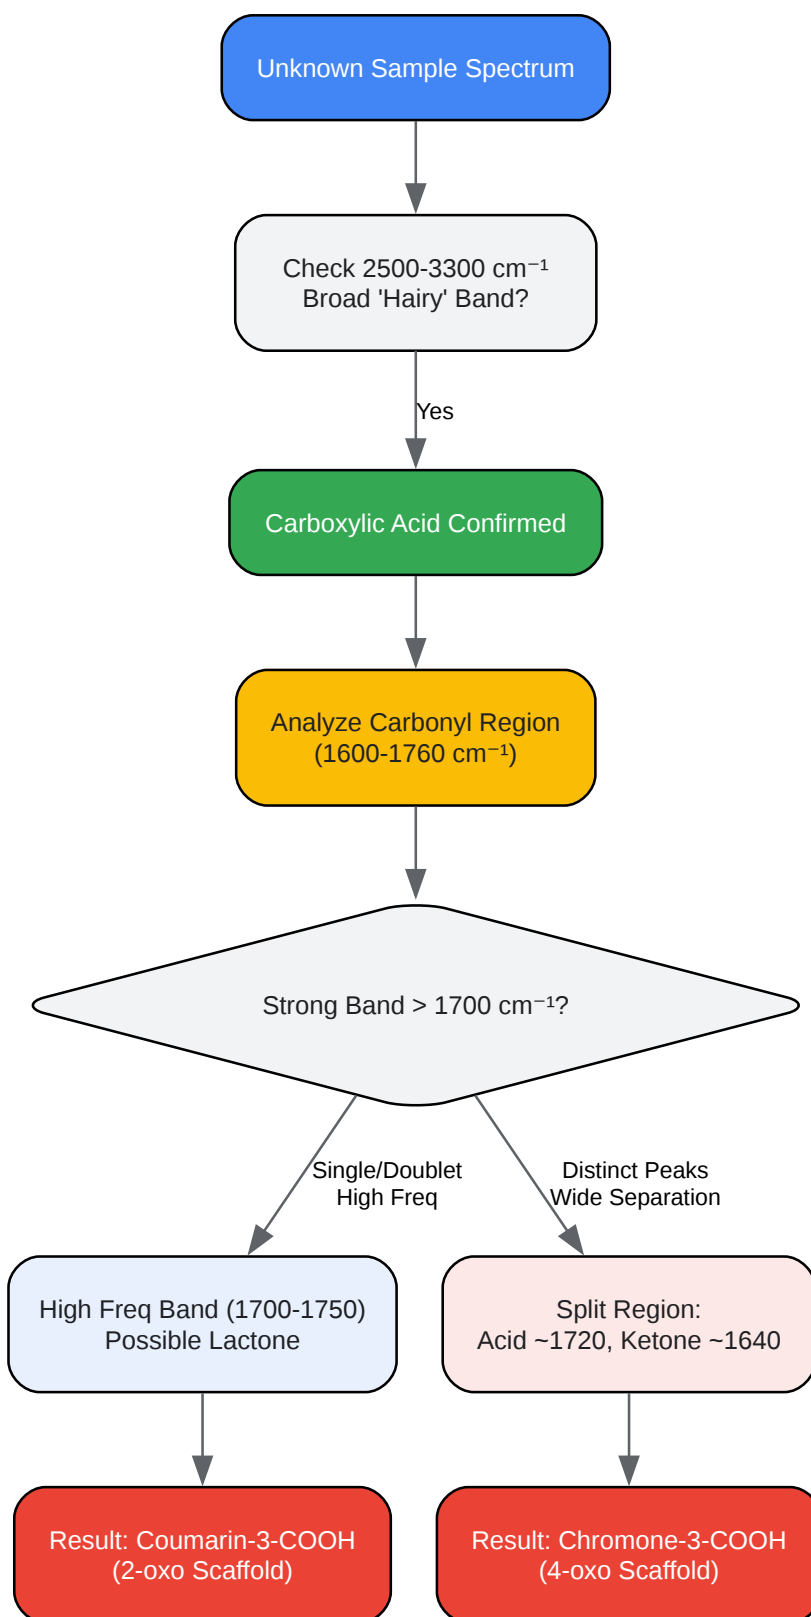 Unknown Sample Spectrum
Check 2500-3300 cm⁻¹
Broad 'Hairy' Band?
Yes
Carboxylic Acid Confirmed
Analyze Carbonyl Region
(1600-1760 cm⁻¹)
Strong Band > 1700 cm⁻¹?
Single/Doublet
High Freq
Distinct Peaks
Wide Separation
High Freq Band (1700-1750)
Possible Lactone
Split Region:
Acid ~1720, Ketone ~1640
Result: Coumarin-3-COOH
(2-oxo Scaffold)
Result: Chromone-3-COOH
(4-oxo Scaffold)